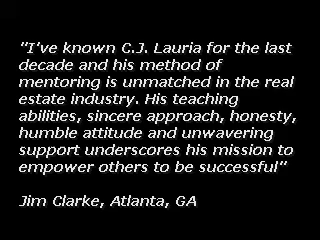 "I've known C.J. Lauria for the last
decade and his method of
mentoring is unmatched in the real
estate industry. His teaching
abilities, sincere approach, honesty,
humble attitude and unwavering
support underscores his mission to
empower others to be successful"
Jim Clarke, Atlanta, GA